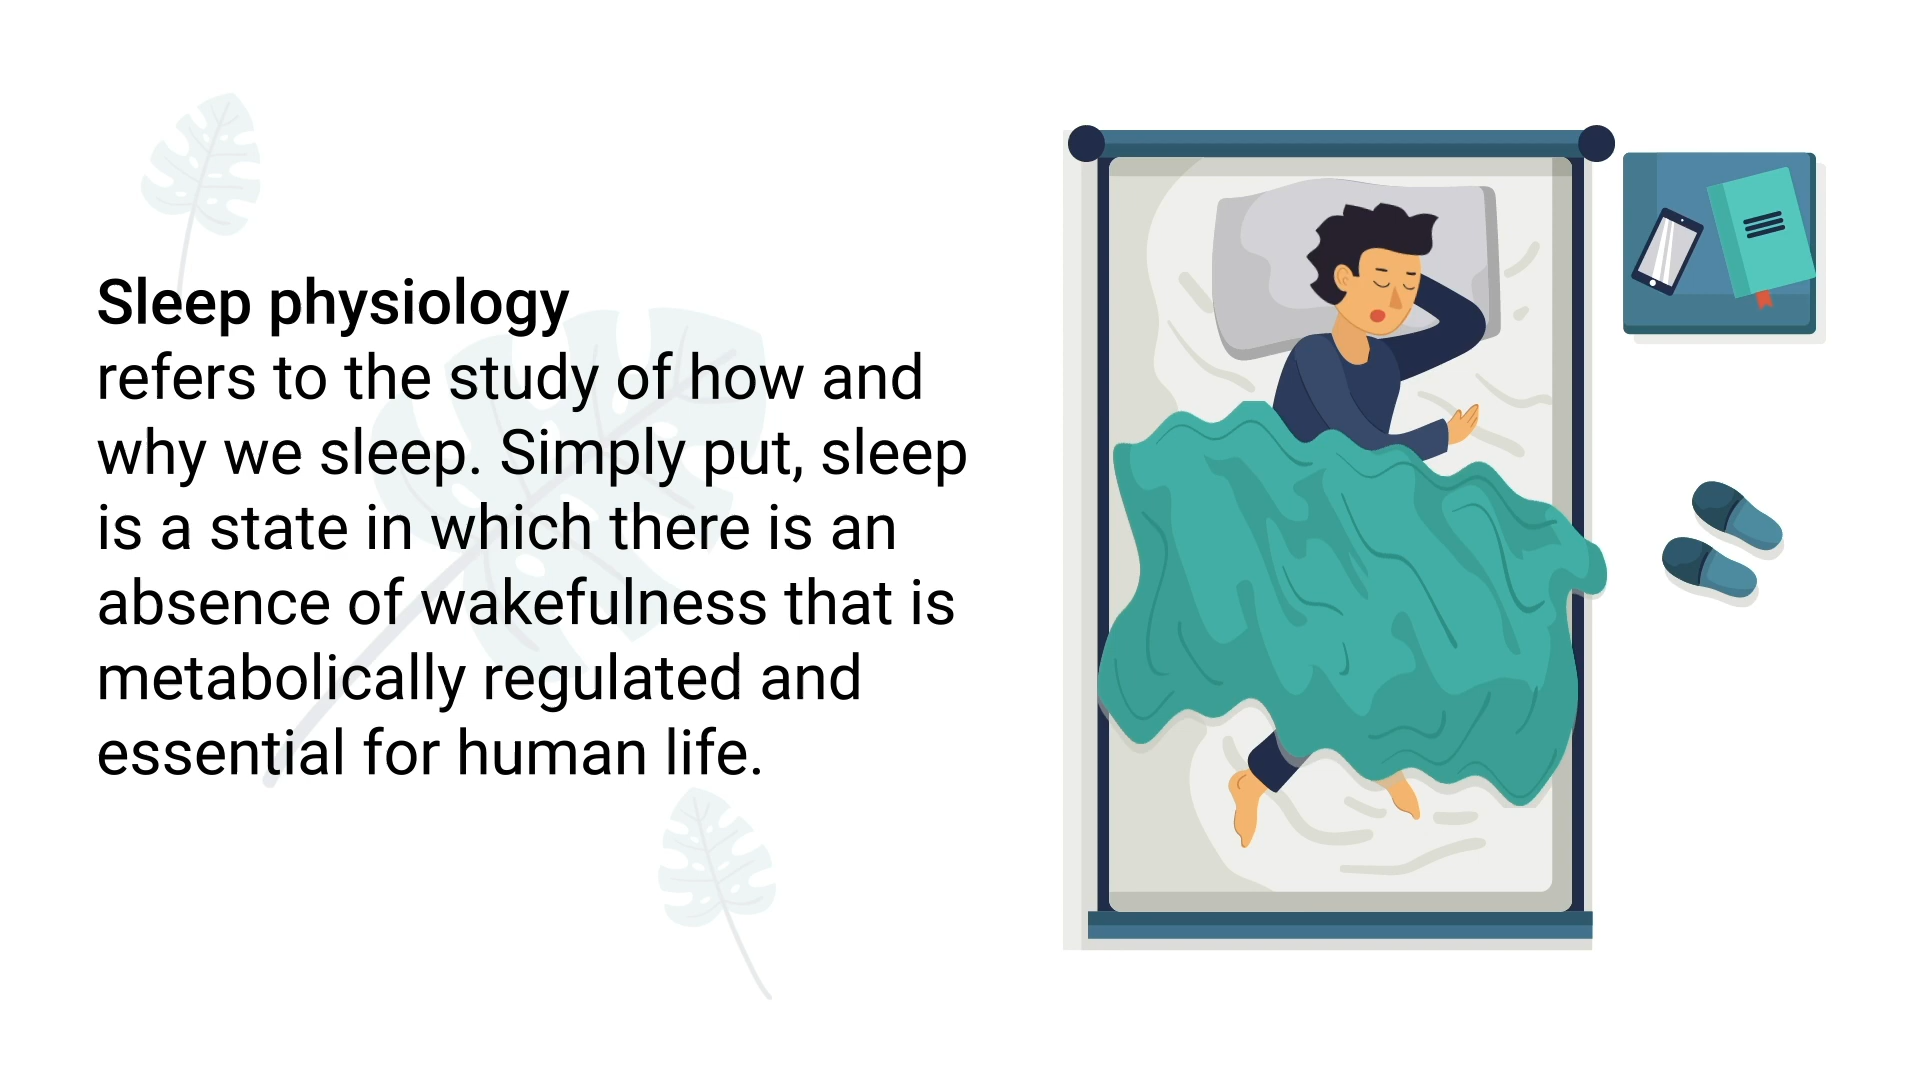 Sleep physiology
refers to the study of how and
why we sleep. Simply put, sleep
is a state in which there is an
absence of wakefulness that is
metabolically regulated and
essential for human life.